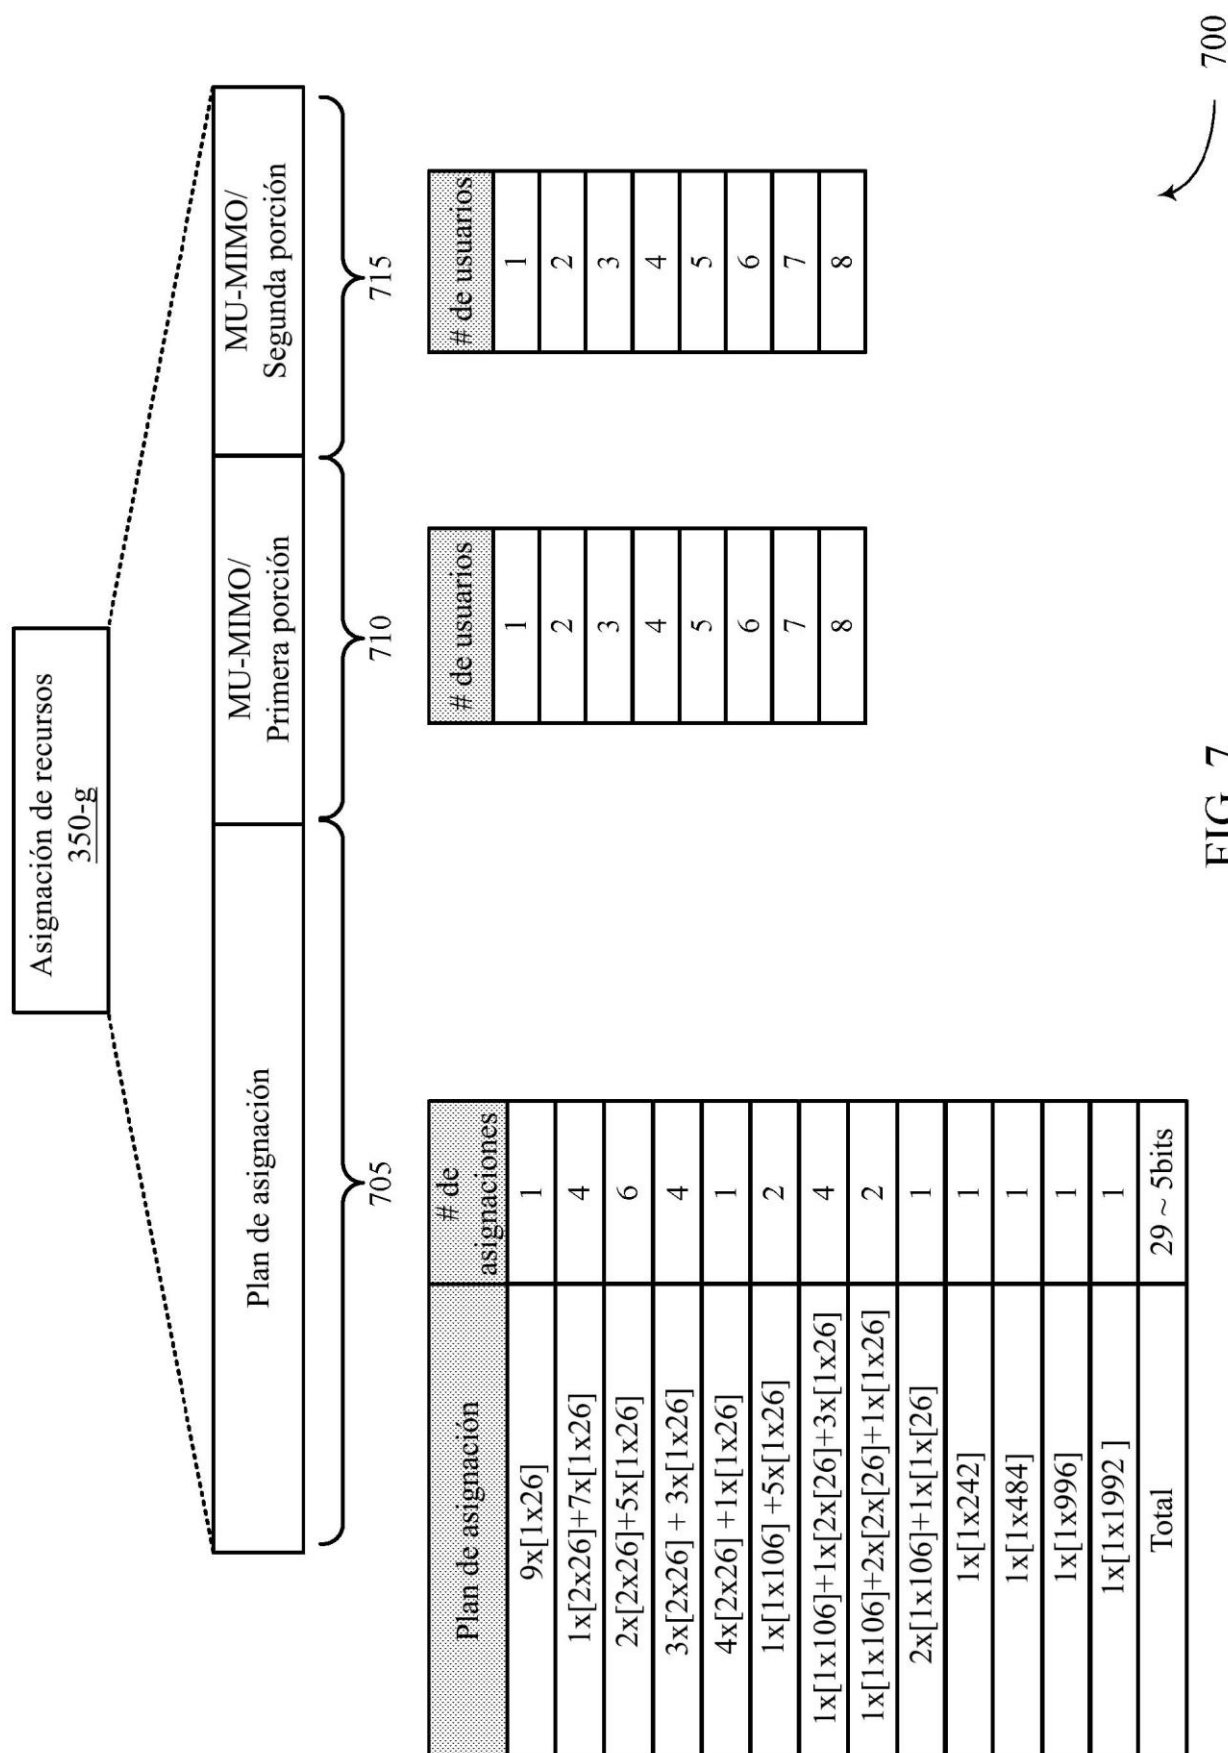 Asignación de recursos
350-g
Plan de asignación
MU-MIMO/
Primera porción
MU-MIMO/
Segunda porción
705
710
715
Plan de asignación
# de
asignaciones
9x[1x26]
1
1x[2x26]+7x[1x26]
4
2x[2x26]+5x[1x26]
6
3x[2x26] + 3x[1x26]
4
4x[2x26] +1x[1x26]
1
1x[1x106] +5x[1x26]
2
1x[1x106]+1x[2x[26]+3x[1x26]
4
1x[1x106]+2x[2x[26]+1x[1x26]
2
2x[1x106]+1x[1x[26]
1
1x[1x242]
1
1x[1x484]
1
1x[1x996]
1
1x[1x1992 ]
1
Total
29 ~ 5bits
# de usuarios
1
2
3
4
5
6
7
8
# de usuarios
1
2
3
4
5
6
7
8
FIG. 7
700